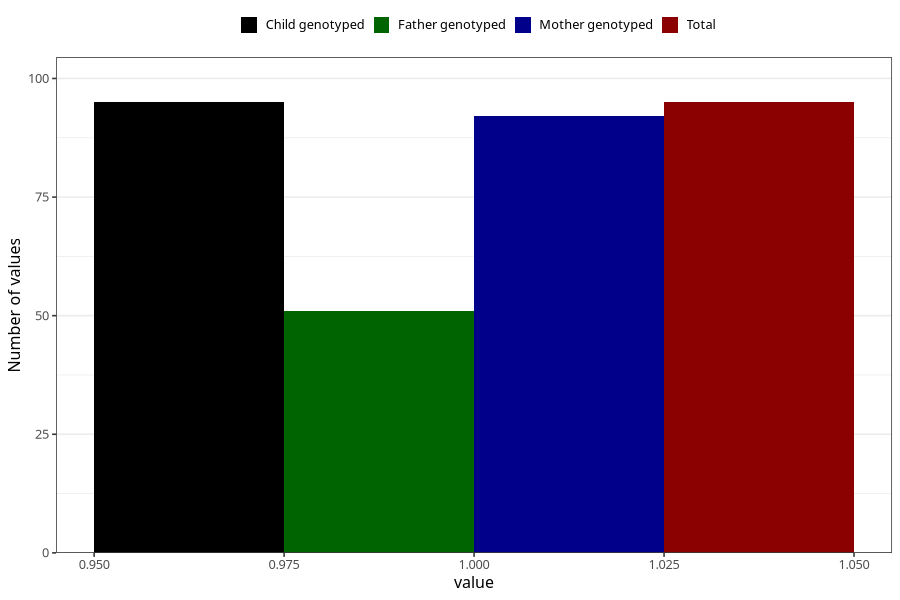 Child genotyped Father genotyped Mother genotyped Total
100
75
50
25
0
Number of values
0.950 0.975 1.000 1.025 1.050
value